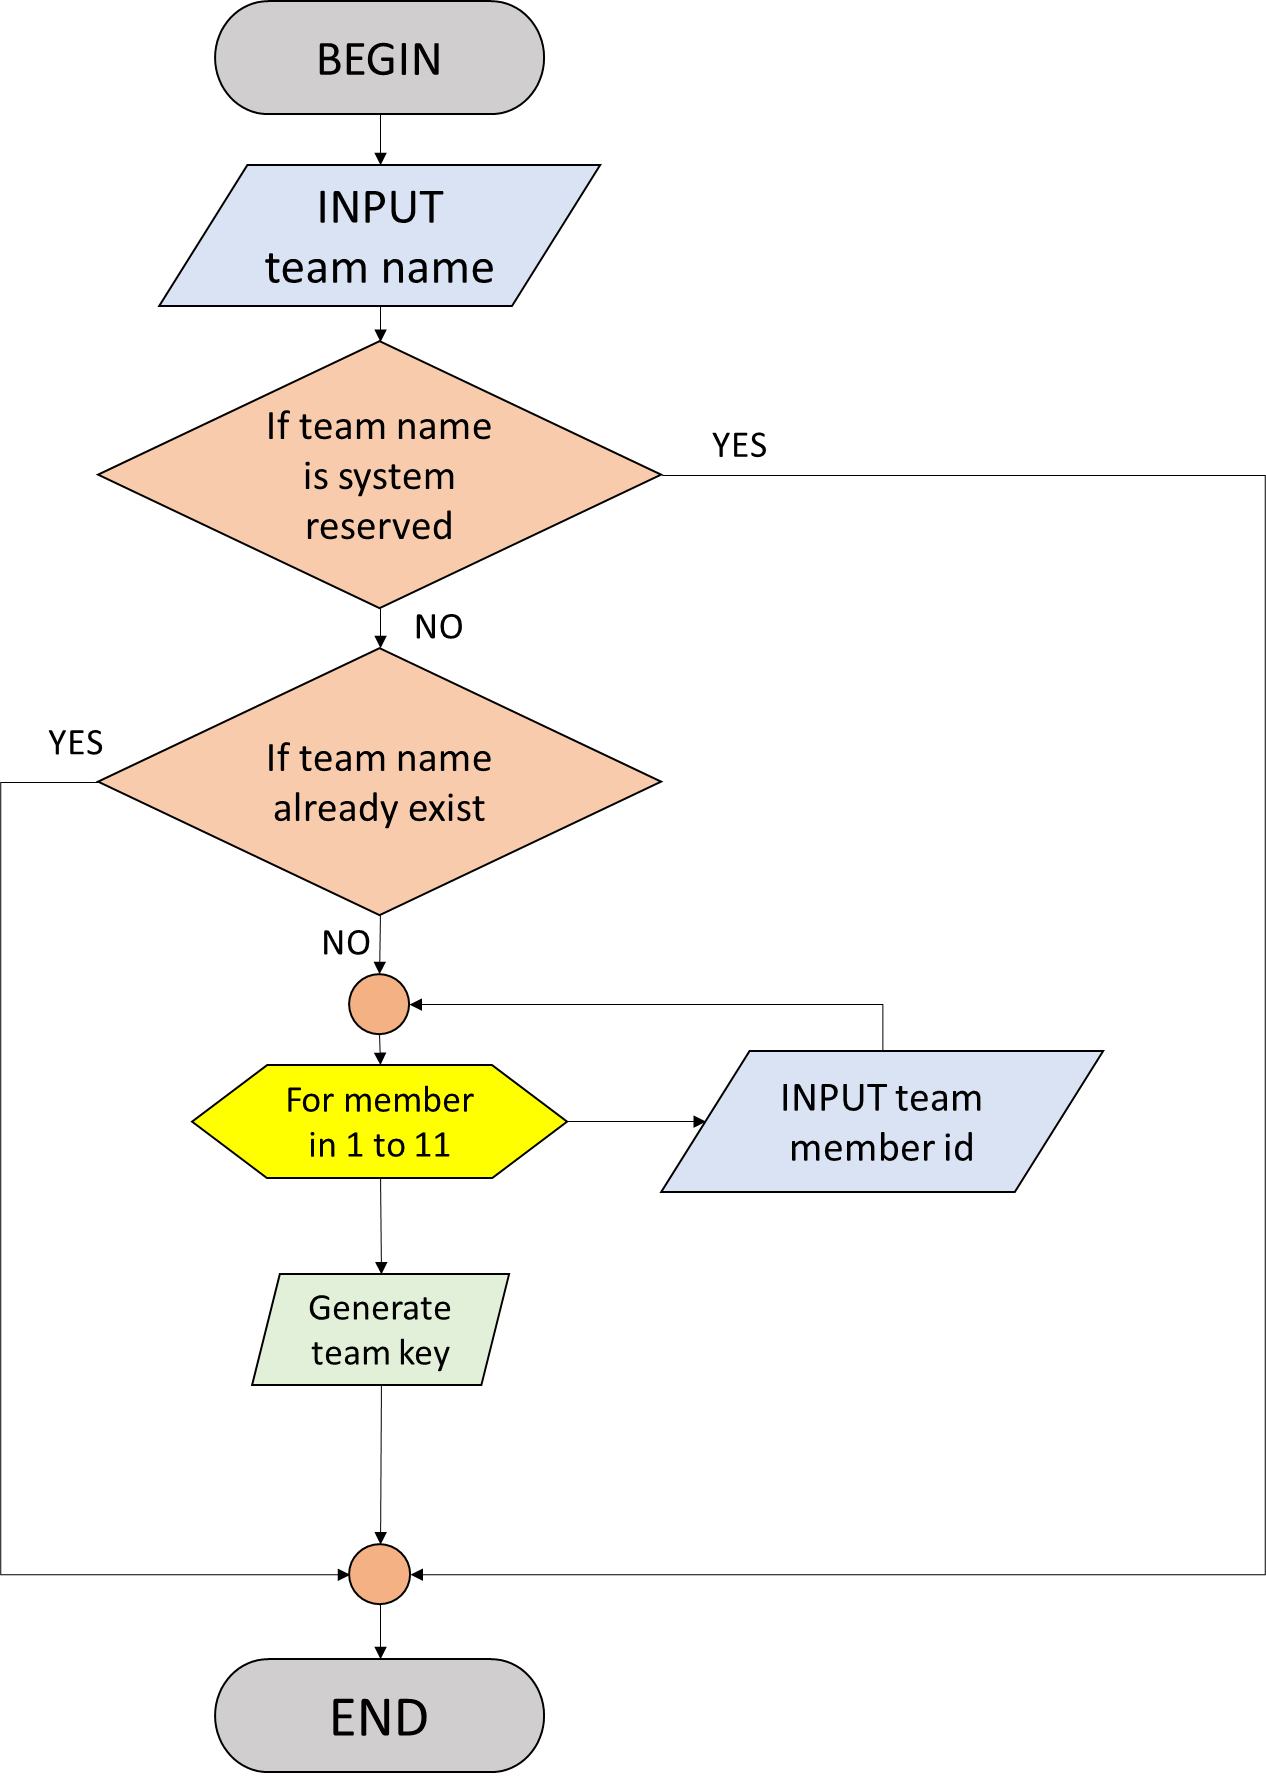 BEGIN
INPUT
team name
If team name
is system
reserved
YES
NO
If team name
already exist
YES
NO
For member
in 1 to 11
INPUT team
member id
Generate
team key
END